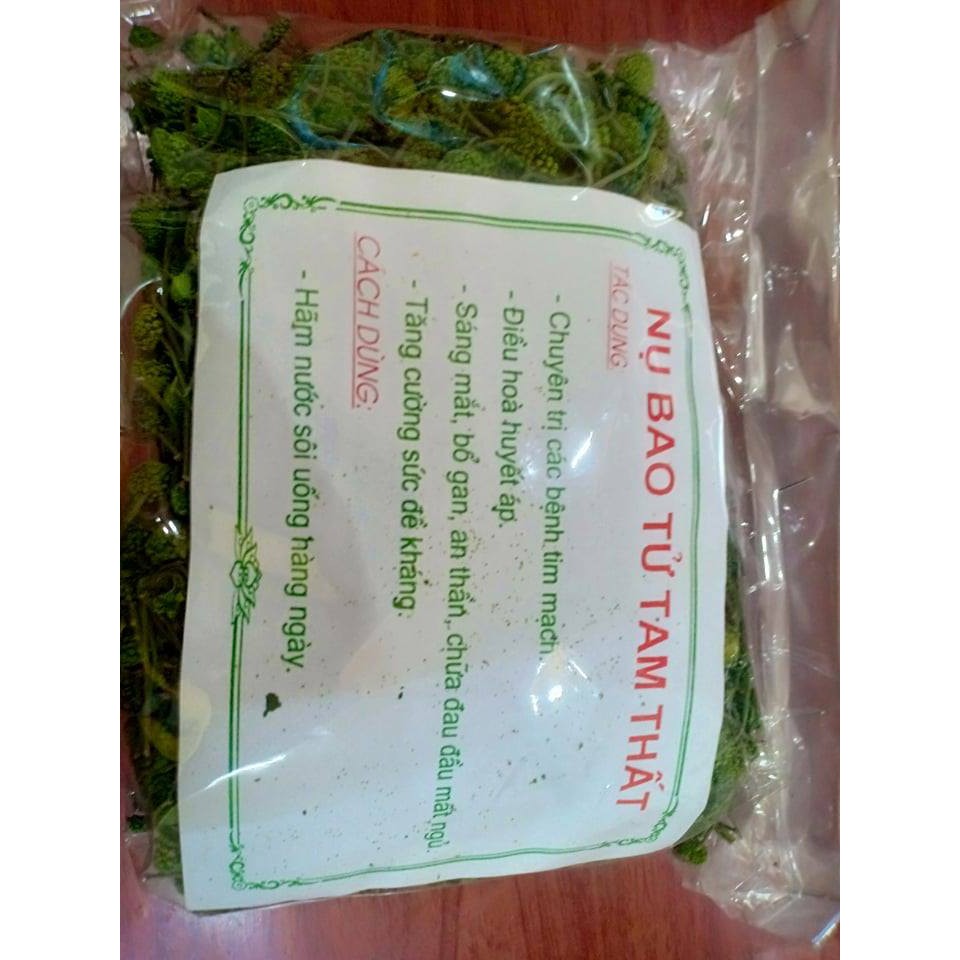 NỤ BAO TỬ TAM THẤT
TÁC DỤNG
- Chuyên trị các bệnh tim mạch.
- Điều hoà huyết áp.
- Sáng mắt, bổ gan, an thần, chữa đau đầu mất ngủ.
- Tăng cường sức đề kháng.
CÁCH DÙNG:
- Hãm nước sôi uống hàng ngày.